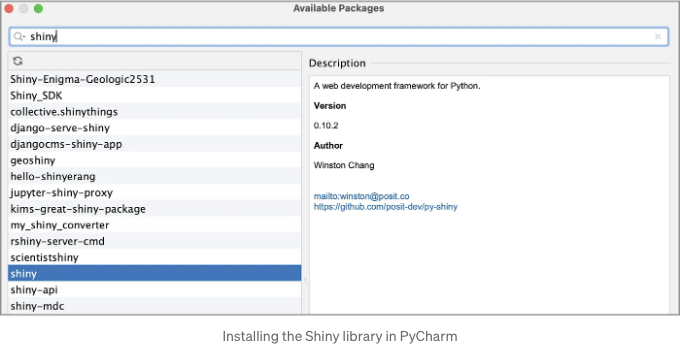 Available Packages
shiny
Shiny-Enigma-Geologic2531
Shiny_SDK
collective.shinythings
django-serve-shiny
djangocms-shiny-app
geoshiny
hello-shinyerang
jupyter-shiny-proxy
kims-great-shiny-package
my_shiny_converter
rshiny-server-cmd
scientistshiny
shiny
shiny-api
shiny-mdc
Description
A web development framework for Python.
Version
0.10.2
Author
Winston Chang
mailto:winston@posit.co
https://github.com/posit-dev/py-shiny
Installing the Shiny library in PyCharm